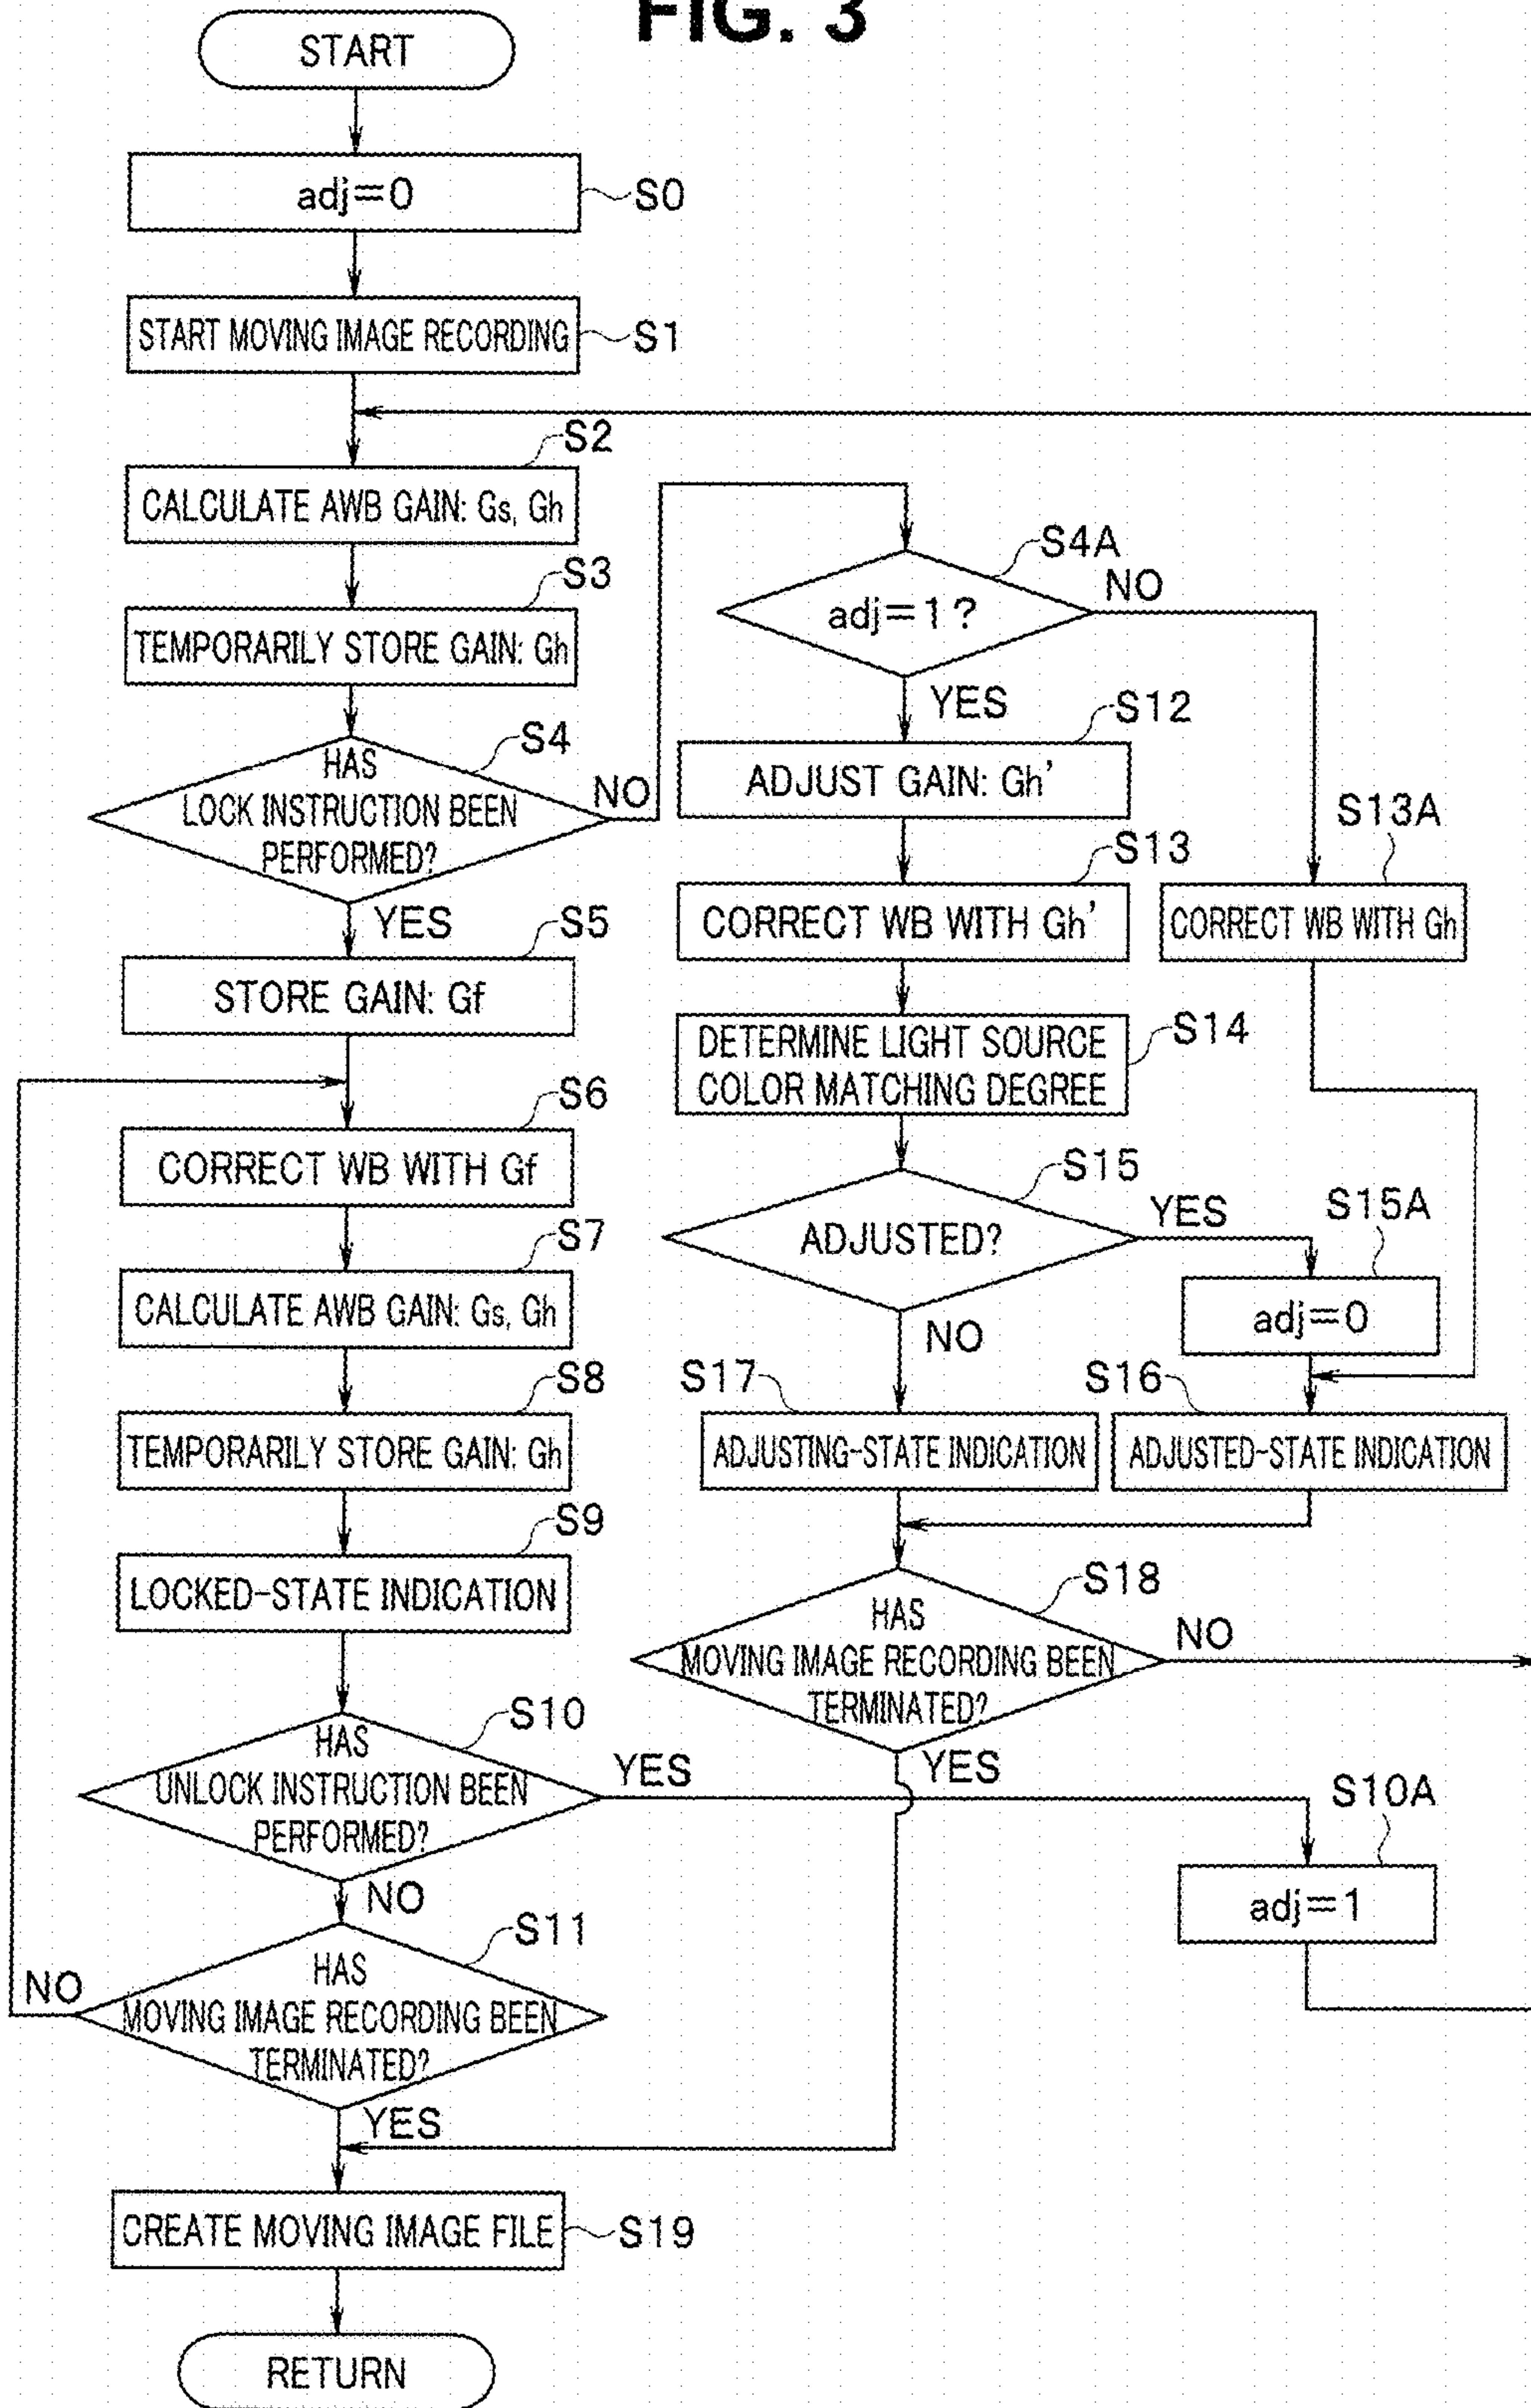 FIG. 3
START
adj=0
S0
START MOVING IMAGE RECORDING
S1
S2
CALCULATE AWB GAIN: Gs, Gh
S3
TEMPORARILY STORE GAIN: Gh
S4
HAS
LOCK INSTRUCTION BEEN
PERFORMED?
NO
YES
S5
STORE GAIN: Gf
S6
CORRECT WB WITH Gf
S7
CALCULATE AWB GAIN: Gs, Gh
S8
TEMPORARILY STORE GAIN: Gh
S9
LOCKED-STATE INDICATION
S10
HAS
UNLOCK INSTRUCTION BEEN
PERFORMED?
YES
NO
S11
HAS
MOVING IMAGE RECORDING BEEN
TERMINATED?
NO
YES
S4A
adj=1?
NO
YES
S12
ADJUST GAIN: Gh'
S13
CORRECT WB WITH Gh'
S13A
CORRECT WB WITH Gh
S14
DETERMINE LIGHT SOURCE
COLOR MATCHING DEGREE
S15
ADJUSTED?
YES
NO
S15A
adj=0
S17
ADJUSTING-STATE INDICATION
S16
ADJUSTED-STATE INDICATION
S18
HAS
MOVING IMAGE RECORDING BEEN
TERMINATED?
NO
YES
S10A
adj=1
CREATE MOVING IMAGE FILE
S19
RETURN